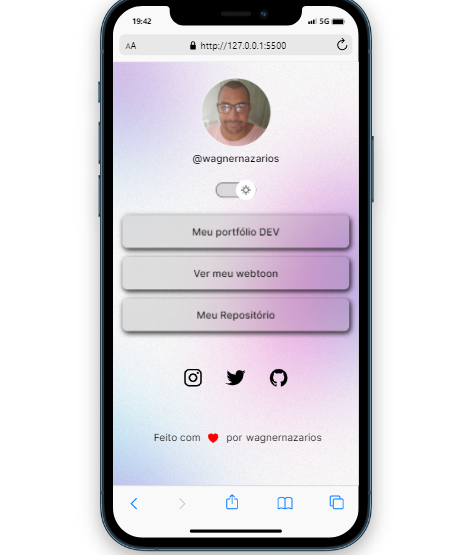 19:42
5G
AA
http://127.0.0.1:5500
@wagnernazarios
Meu portfólio DEV
Ver meu webtoon
Meu Repositório
Feito com por wagnernazarios